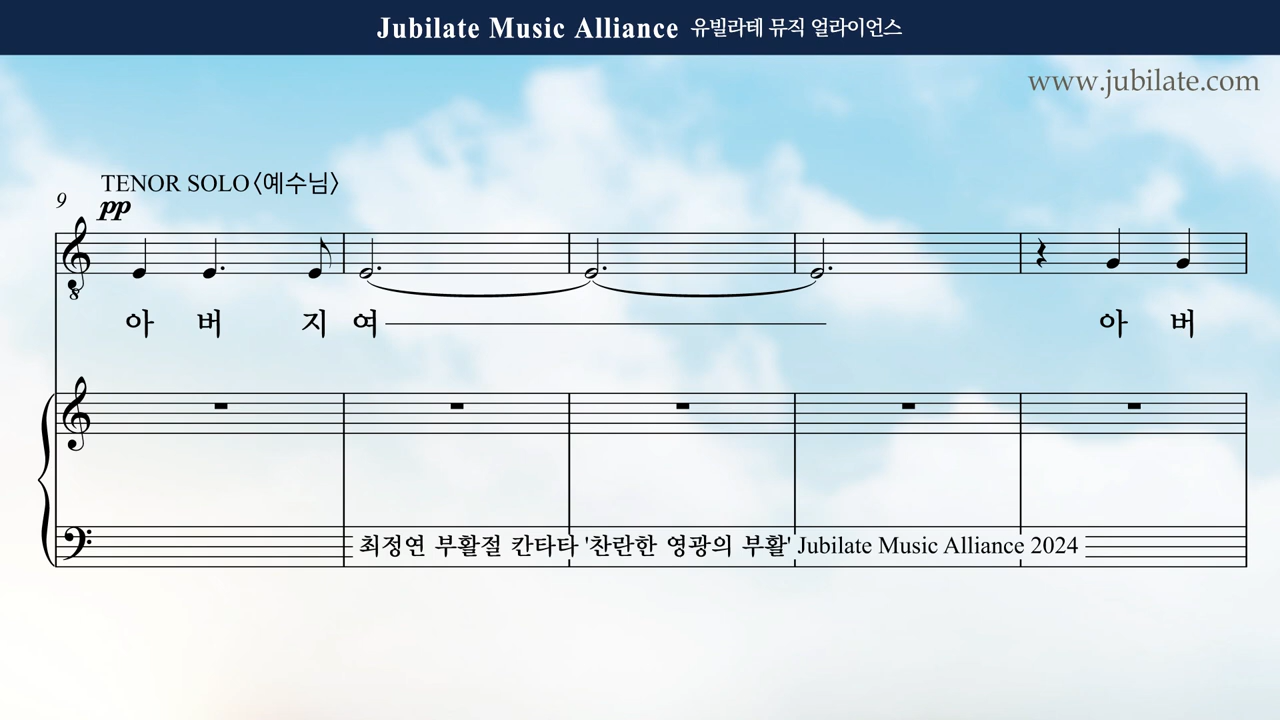 Jubilate Music Alliance 유빌라테 뮤직 얼라이언스
www.jubilate.com
TENOR SOLO〈예수님〉
9
pp
8
아 버 지 여 아 버
최정연 부활절 칸타타 '찬란한 영광의 부활' Jubilate Music Alliance 2024